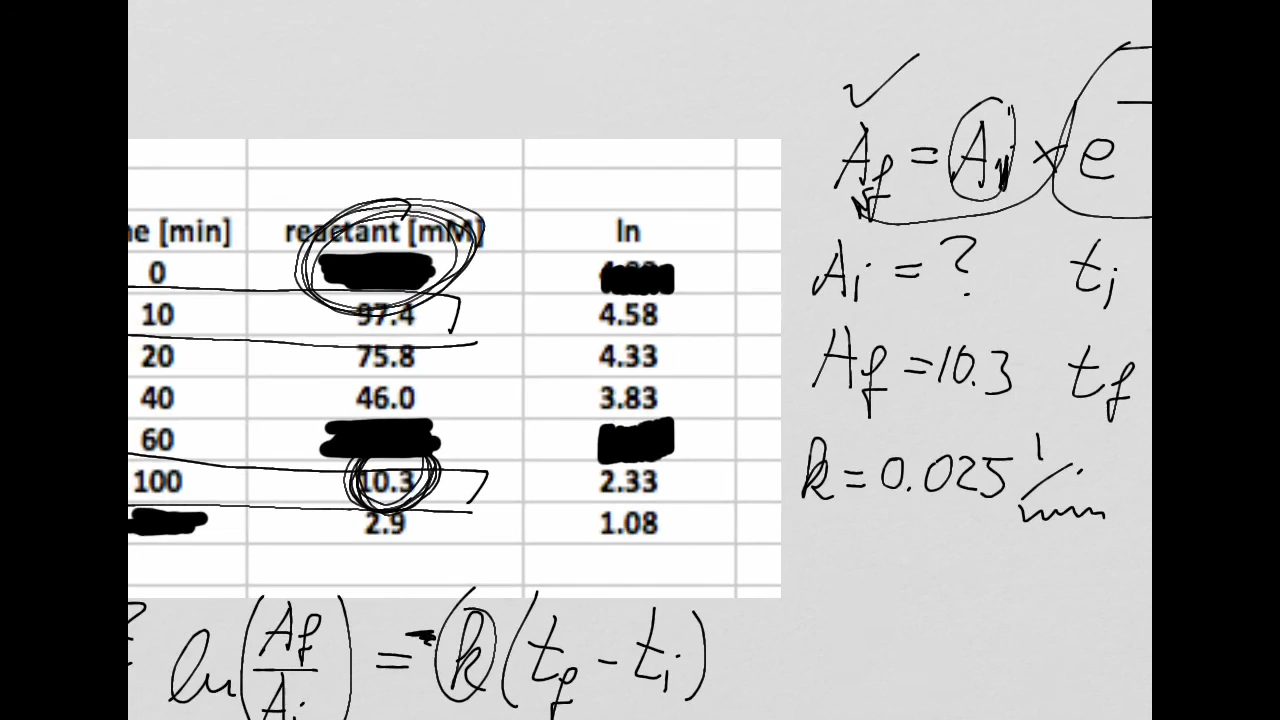 ne [min] reactant [mM] ln
0
10 97.4 4.58
20 75.8 4.33
40 46.0 3.83
60
100 10.3 2.33
2.9 1.08
Af = Ai × e–
Ai = ? ti
Af = 10.3 tf
k = 0.025 1/min
? ln(Af/Ai) = -k(tf - ti)